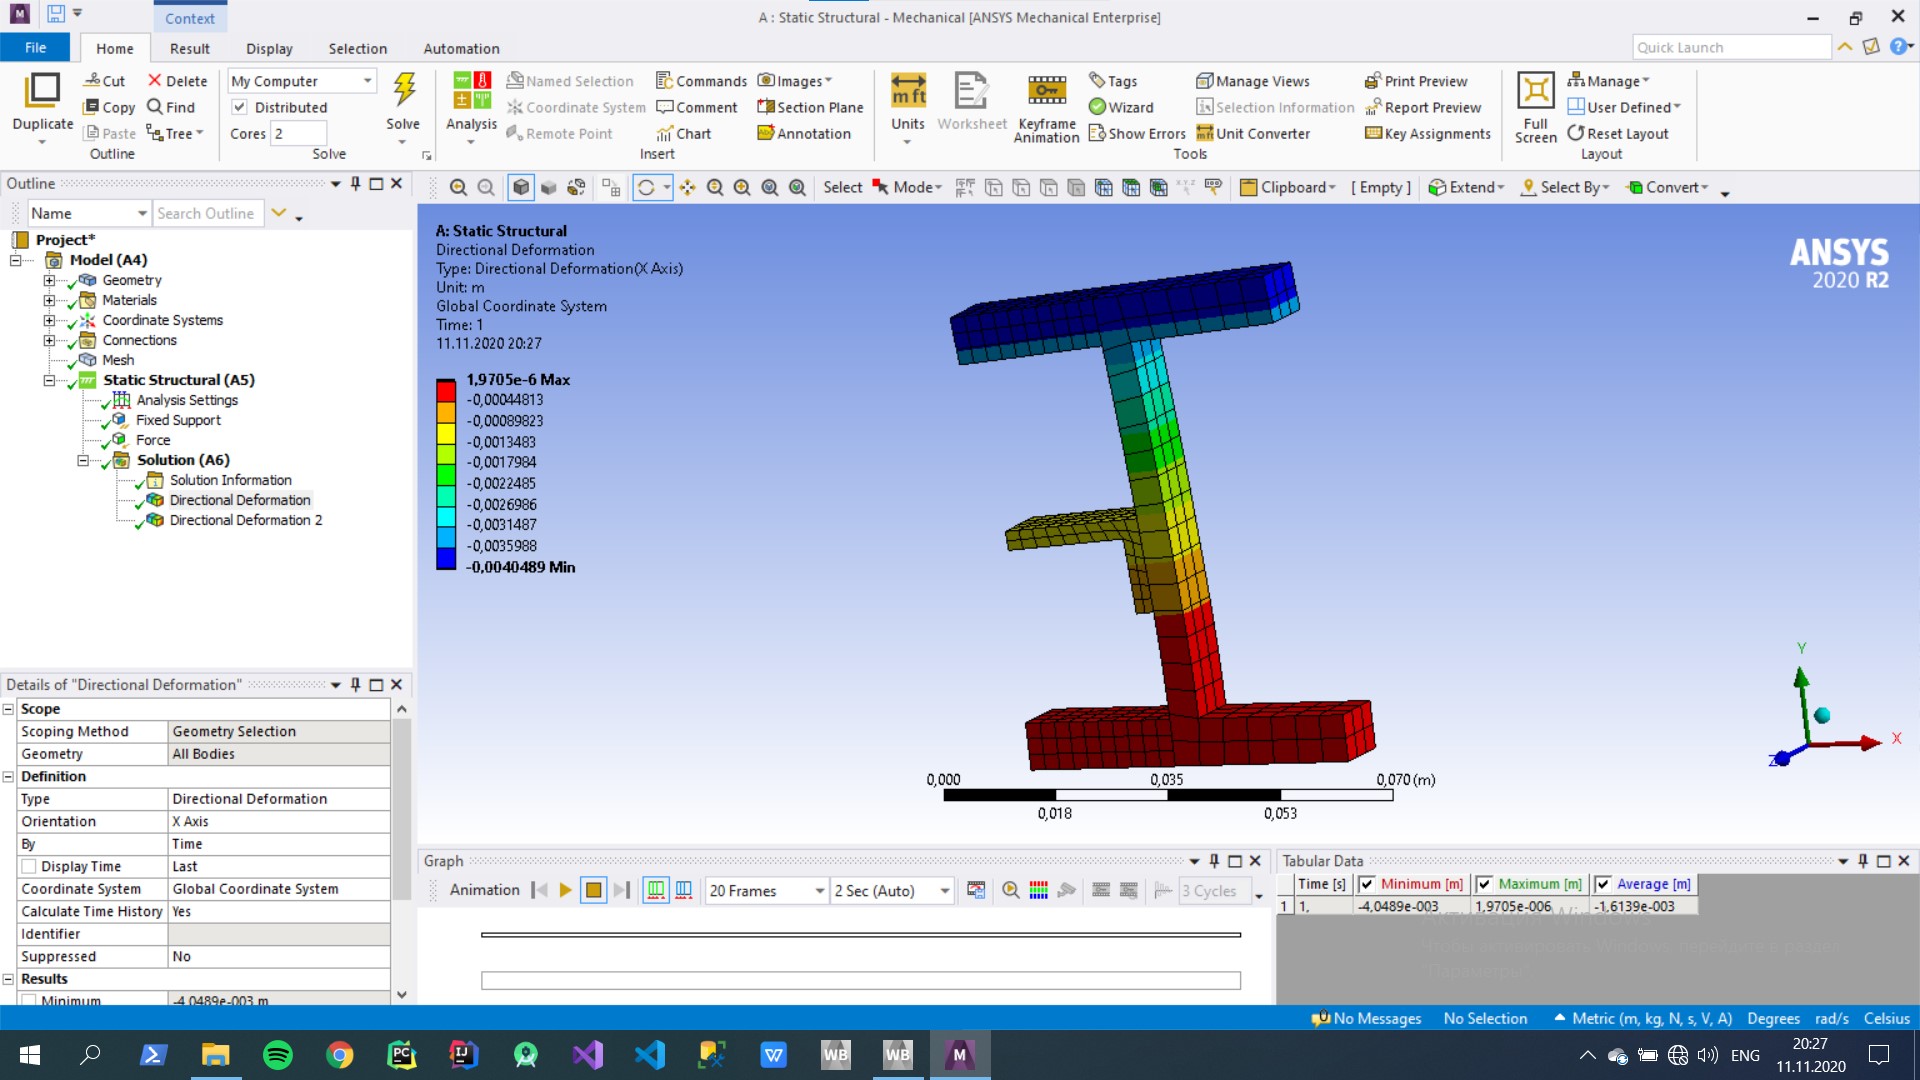 Context
A : Static Structural - Mechanical [ANSYS Mechanical Enterprise]
File Home Result Display Selection Automation
Quick Launch
Duplicate
Cut
Copy
Paste
Delete
Find
Tree
Outline
My Computer
Distributed
Cores 2
Solve
Solve
Analysis
Named Selection
Coordinate System
Remote Point
Commands
Comment
Chart
Images
Section Plane
Annotation
Insert
Units
Worksheet
Keyframe
Animation
Tags
Wizard
Show Errors
Manage Views
Selection Information
Unit Converter
Print Preview
Report Preview
Key Assignments
Tools
Full
Screen
Manage
User Defined
Reset Layout
Layout
Outline
Name Search Outline
Project*
Model (A4)
Geometry
Materials
Coordinate Systems
Connections
Mesh
Static Structural (A5)
Analysis Settings
Fixed Support
Force
Solution (A6)
Solution Information
Directional Deformation
Directional Deformation 2
Select Mode Clipboard [ Empty ] Extend Select By Convert
A: Static Structural
Directional Deformation
Type: Directional Deformation(X Axis)
Unit: m
Global Coordinate System
Time: 1
11.11.2020 20:27
1,9705e-6 Max
-0,00044813
-0,00089823
-0,0013483
-0,0017984
-0,0022485
-0,0026986
-0,0031487
-0,0035988
-0,0040489 Min
ANSYS
2020 R2
Y
X
Z
0,000 0,035 0,070 (m)
0,018 0,053
Details of "Directional Deformation"
Scope
Scoping Method Geometry Selection
Geometry All Bodies
Definition
Type Directional Deformation
Orientation X Axis
By Time
Display Time Last
Coordinate System Global Coordinate System
Calculate Time History Yes
Identifier
Suppressed No
Results
Minimum -4,0489e-003 m
Graph
Animation 20 Frames 2 Sec (Auto) 3 Cycles
Tabular Data
Time [s] Minimum [m] Maximum [m] Average [m]
1 1, -4,0489e-003 1,9705e-006 -1,6139e-003
Активация Windows
Чтобы активировать Windows, перейдите в раздел
"Параметры".
No Messages No Selection Metric (m, kg, N, s, V, A) Degrees rad/s Celsius
PC IJ W WB WB M
ENG
20:27
11.11.2020